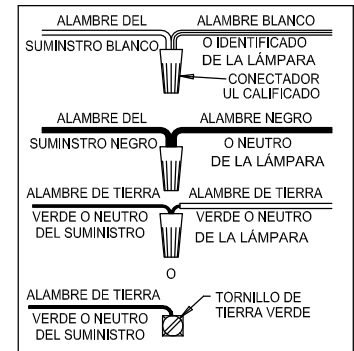 ALAMBRE DEL ALAMBRE BLANCO
SUMINSTRO BLANCO O IDENTIFICADO
DE LA LÁMPARA
CONECTADOR
UL CALIFICADO
ALAMBRE DEL ALAMBRE NEGRO
SUMINSTRO NEGRO O NEUTRO
DE LA LÁMPARA
ALAMBRE DE TIERRA ALAMBRE DE TIERRA
VERDE O NEUTRO VERDE O NEUTRO
DEL SUMINISTRO DE LA LÁMPARA
O
ALAMBRE DE TIERRA TORNILLO DE
VERDE O NEUTRO TIERRA VERDE
DEL SUMINISTRO